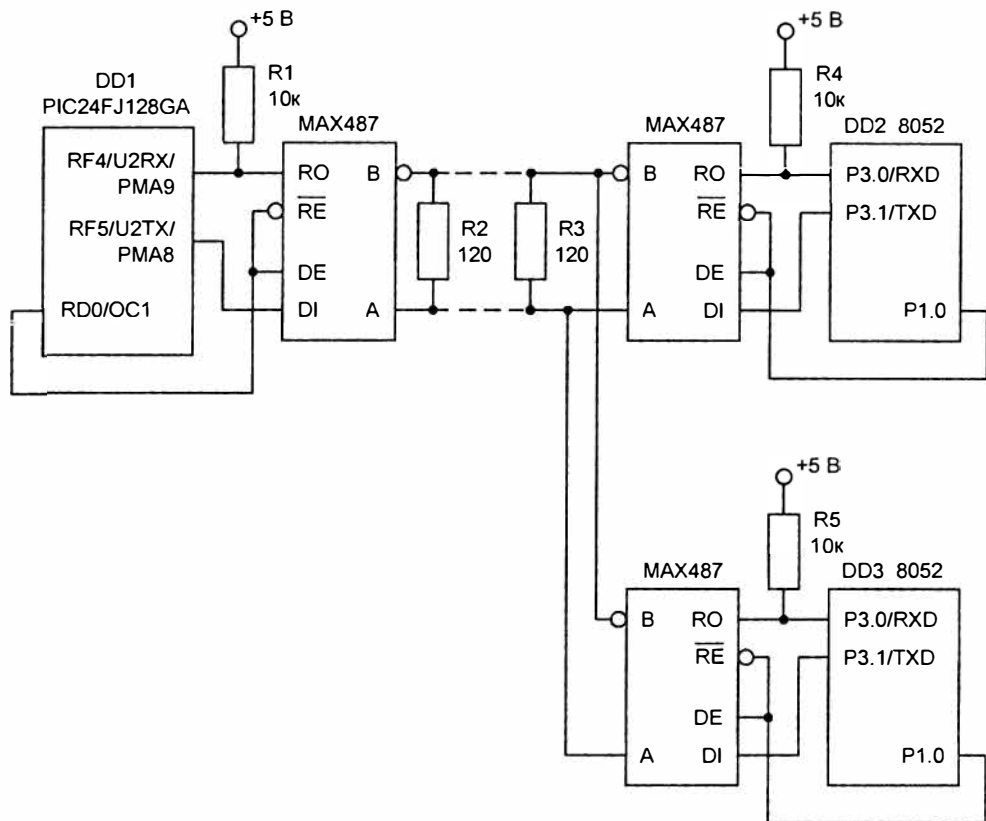 +5 В
R1
10к
DD1
PIC24FJ128GA
RF4/U2RX/
PMA9
RF5/U2TX/
PMA8
RD0/OC1
MAX487
RO
RE
DE
DI
B
A
R2
120
R3
120
MAX487
B
A
RO
RE
DE
DI
+5 В
R4
10к
DD2 8052
P3.0/RXD
P3.1/TXD
P1.0
MAX487
B
A
RO
RE
DE
DI
+5 В
R5
10к
DD3 8052
P3.0/RXD
P3.1/TXD
P1.0